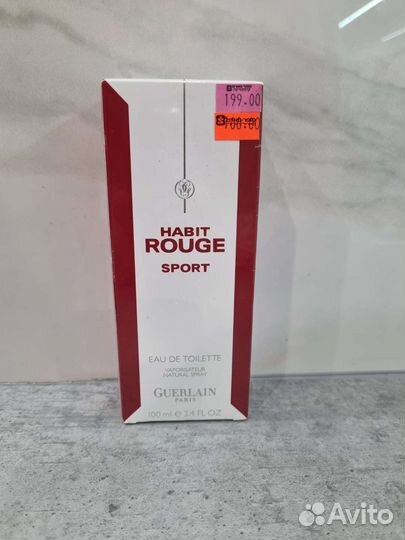 199.00
HABIT
ROUGE
SPORT
EAU DE TOILETTE
VAPORISATEUR
NATURAL SPRAY
GUERLAIN
PARIS
100 ml e 3.4 FL OZ
Avito